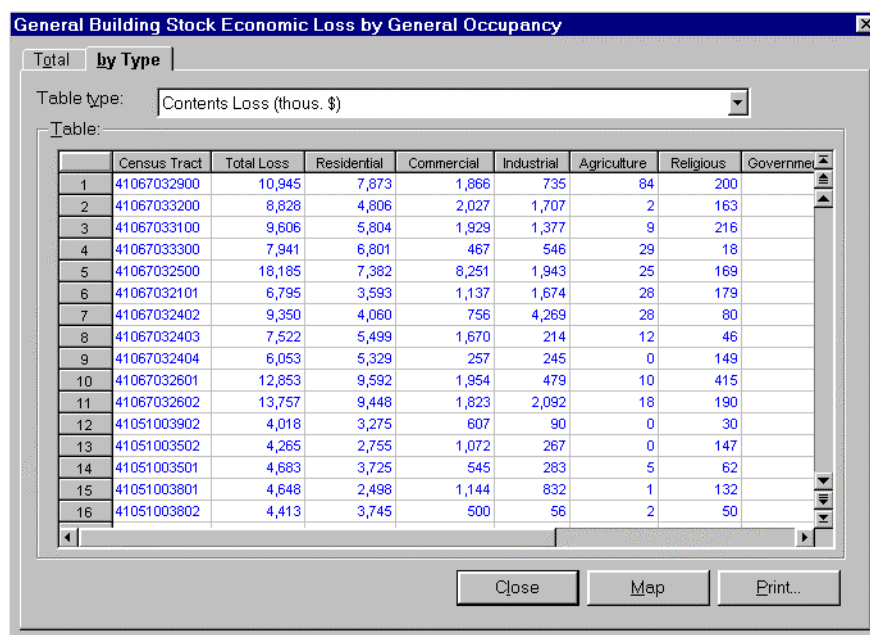 General Building Stock Economic Loss by General Occupancy
Total by Type
Table type: Contents Loss (thous. $)
Table:
Census Tract Total Loss Residential Commercial Industrial Agriculture Religious Governmen
1 41067032900 10,945 7,873 1,866 735 84 200
2 41067033200 8,828 4,806 2,027 1,707 2 163
3 41067033100 9,606 5,804 1,929 1,377 9 216
4 41067033300 7,941 6,801 467 546 29 18
5 41067032500 18,185 7,382 8,251 1,943 25 169
6 41067032101 6,795 3,593 1,137 1,674 28 179
7 41067032402 9,350 4,060 756 4,269 28 80
8 41067032403 7,522 5,499 1,670 214 12 46
9 41067032404 6,053 5,329 257 245 0 149
10 41067032601 12,853 9,592 1,954 479 10 415
11 41067032602 13,757 9,448 1,823 2,092 18 190
12 41051003902 4,018 3,275 607 90 0 30
13 41051003502 4,265 2,755 1,072 267 0 147
14 41051003501 4,683 3,725 545 283 5 62
15 41051003801 4,648 2,498 1,144 832 1 132
16 41051003802 4,413 3,745 500 56 2 50
Close Map Print...